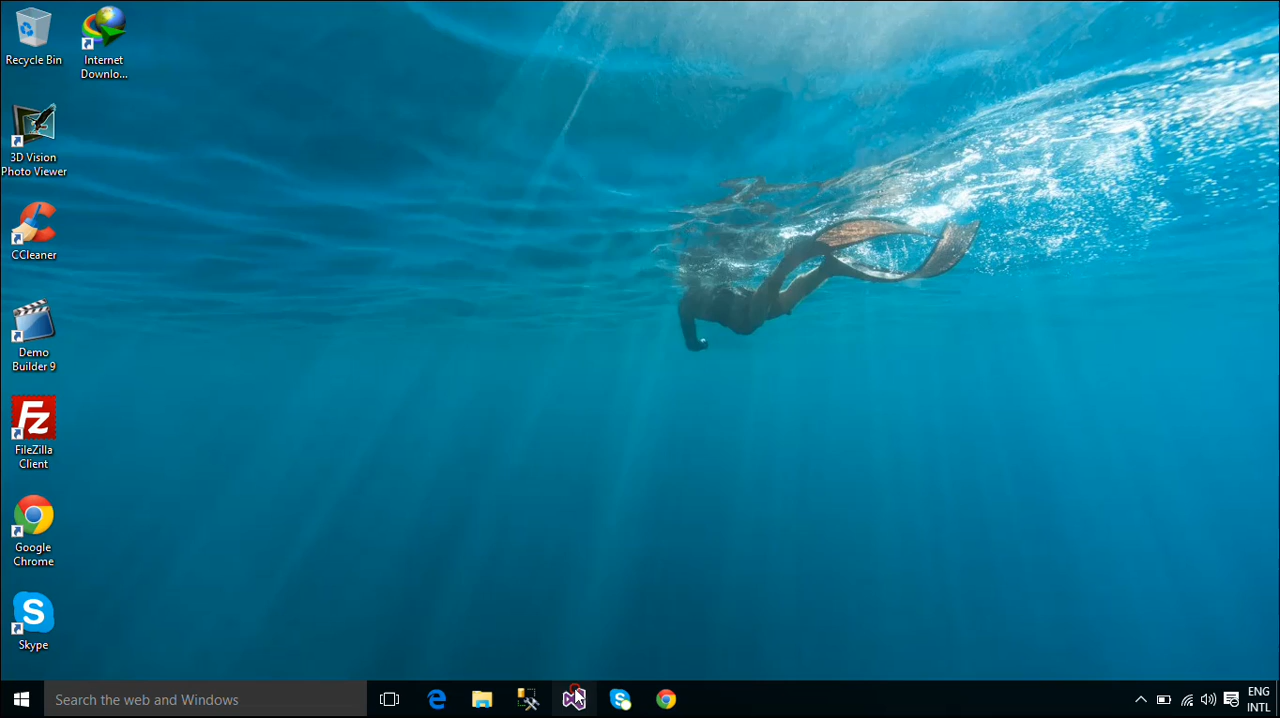 Recycle Bin
Internet
Downlo...
3D Vision
Photo Viewer
CCleaner
Demo
Builder 9
FileZilla
Client
Google
Chrome
Skype
Search the web and Windows
ENG
INTL